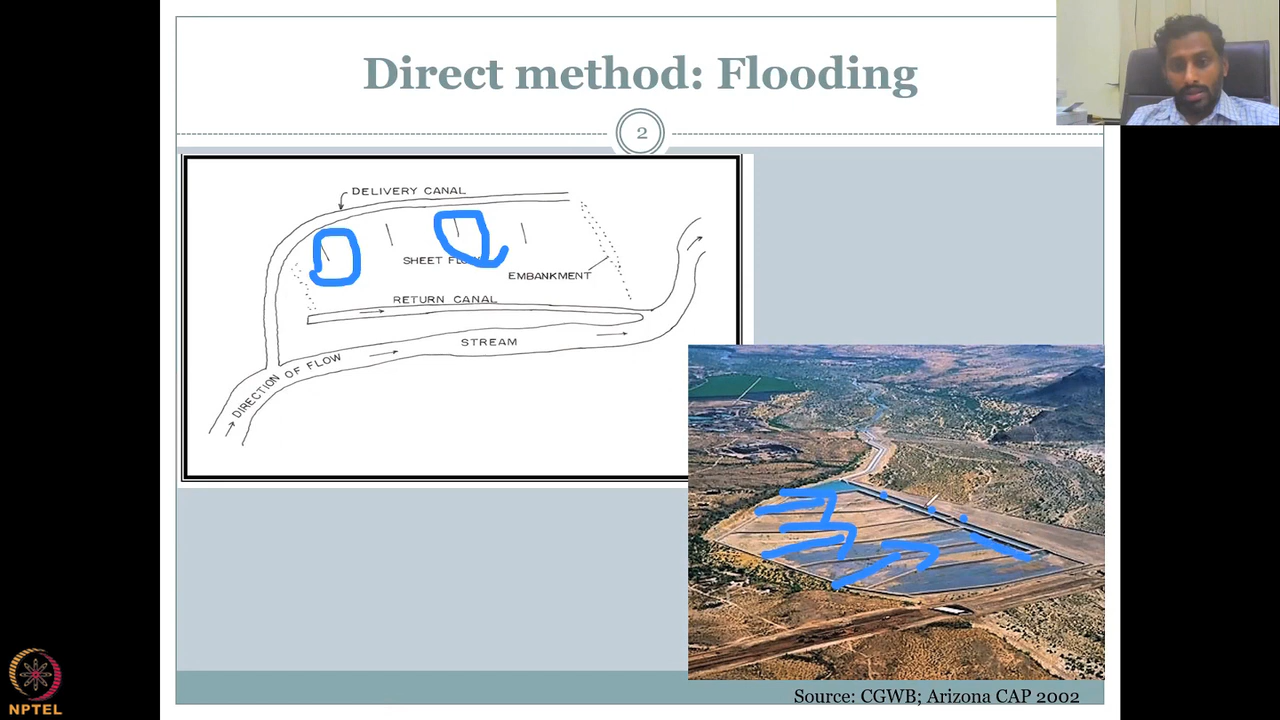 Direct method: Flooding
2
DELIVERY CANAL
SHEET FLOW
EMBANKMENT
RETURN CANAL
STREAM
DIRECTION OF FLOW
Source: CGWB; Arizona CAP 2002
NPTEL